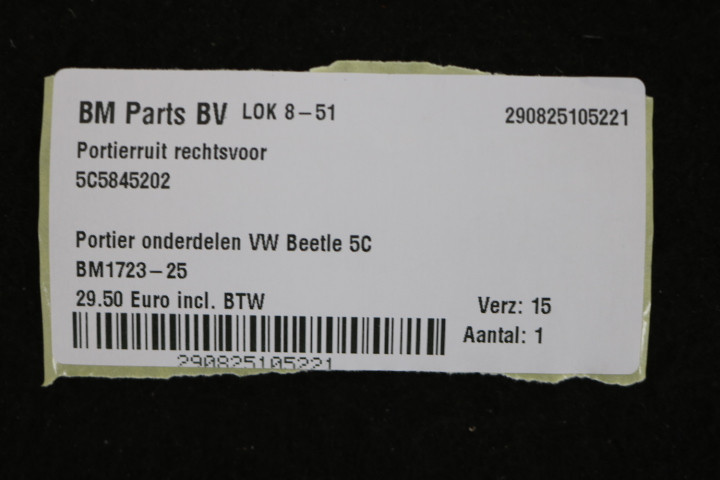 BM Parts BV LOK 8-51 290825105221
Portierruit rechtsvoor
5C5845202
Portier onderdelen VW Beetle 5C
BM1723-25
29.50 Euro incl. BTW Verz: 15
Aantal: 1
290825105221